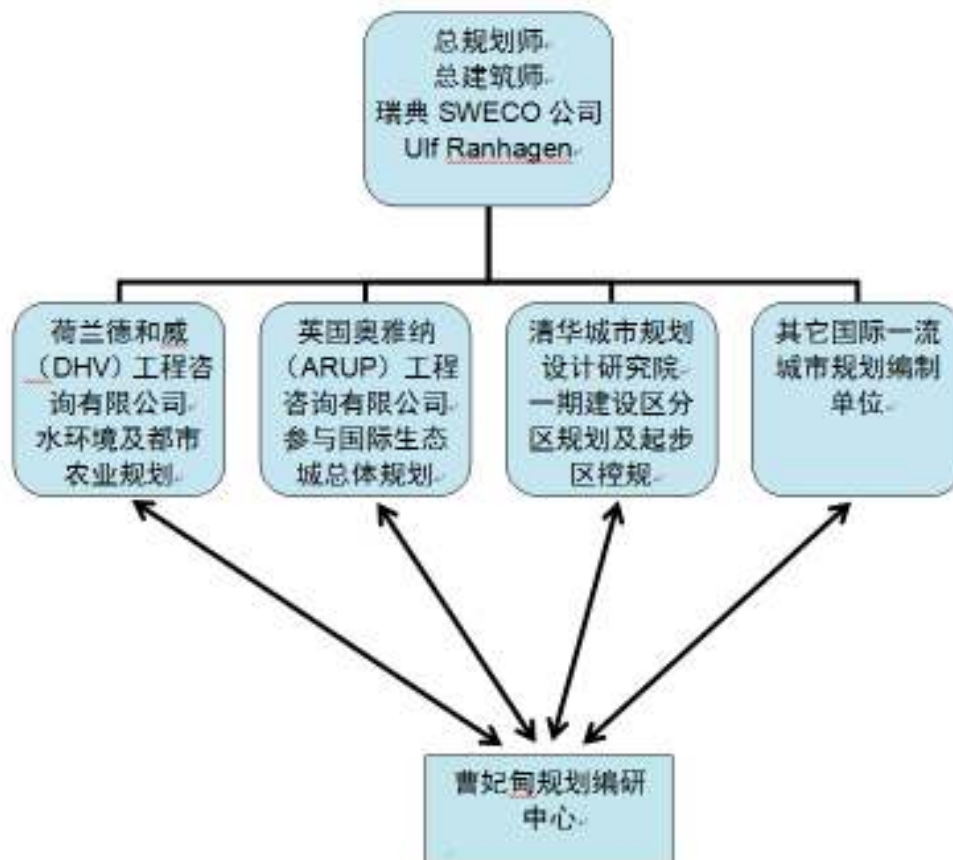 总规划师
总建筑师
瑞典 SWECO 公司
Ulf Ranhagen
荷兰德和威
（DHV）工程咨
询有限公司
水环境及都市
农业规划
英国奥雅纳
（ARUP）工程
咨询有限公司
参与国际生态
城总体规划
清华城市规划
设计研究院
一期建设区分
区规划及起步
区控规
其它国际一流
城市规划编制
单位
曹妃甸规划编研
中心